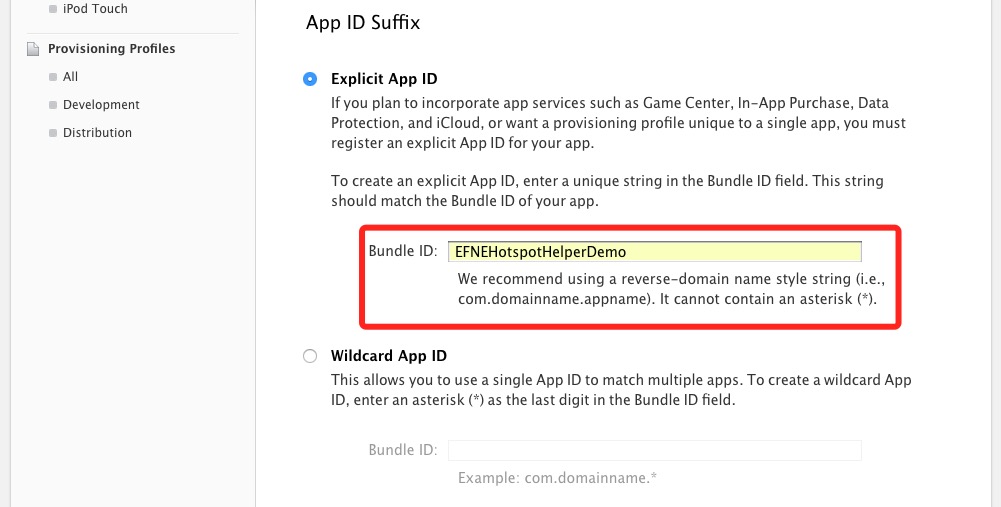 iPod Touch
Provisioning Profiles
All
Development
Distribution
App ID Suffix
Explicit App ID
If you plan to incorporate app services such as Game Center, In-App Purchase, Data
Protection, and iCloud, or want a provisioning profile unique to a single app, you must
register an explicit App ID for your app.
To create an explicit App ID, enter a unique string in the Bundle ID field. This string
should match the Bundle ID of your app.
Bundle ID: EFNEHotspotHelperDemo
We recommend using a reverse-domain name style string (i.e.,
com.domainname.appname). It cannot contain an asterisk (*).
Wildcard App ID
This allows you to use a single App ID to match multiple apps. To create a wildcard App
ID, enter an asterisk (*) as the last digit in the Bundle ID field.
Bundle ID:
Example: com.domainname.*